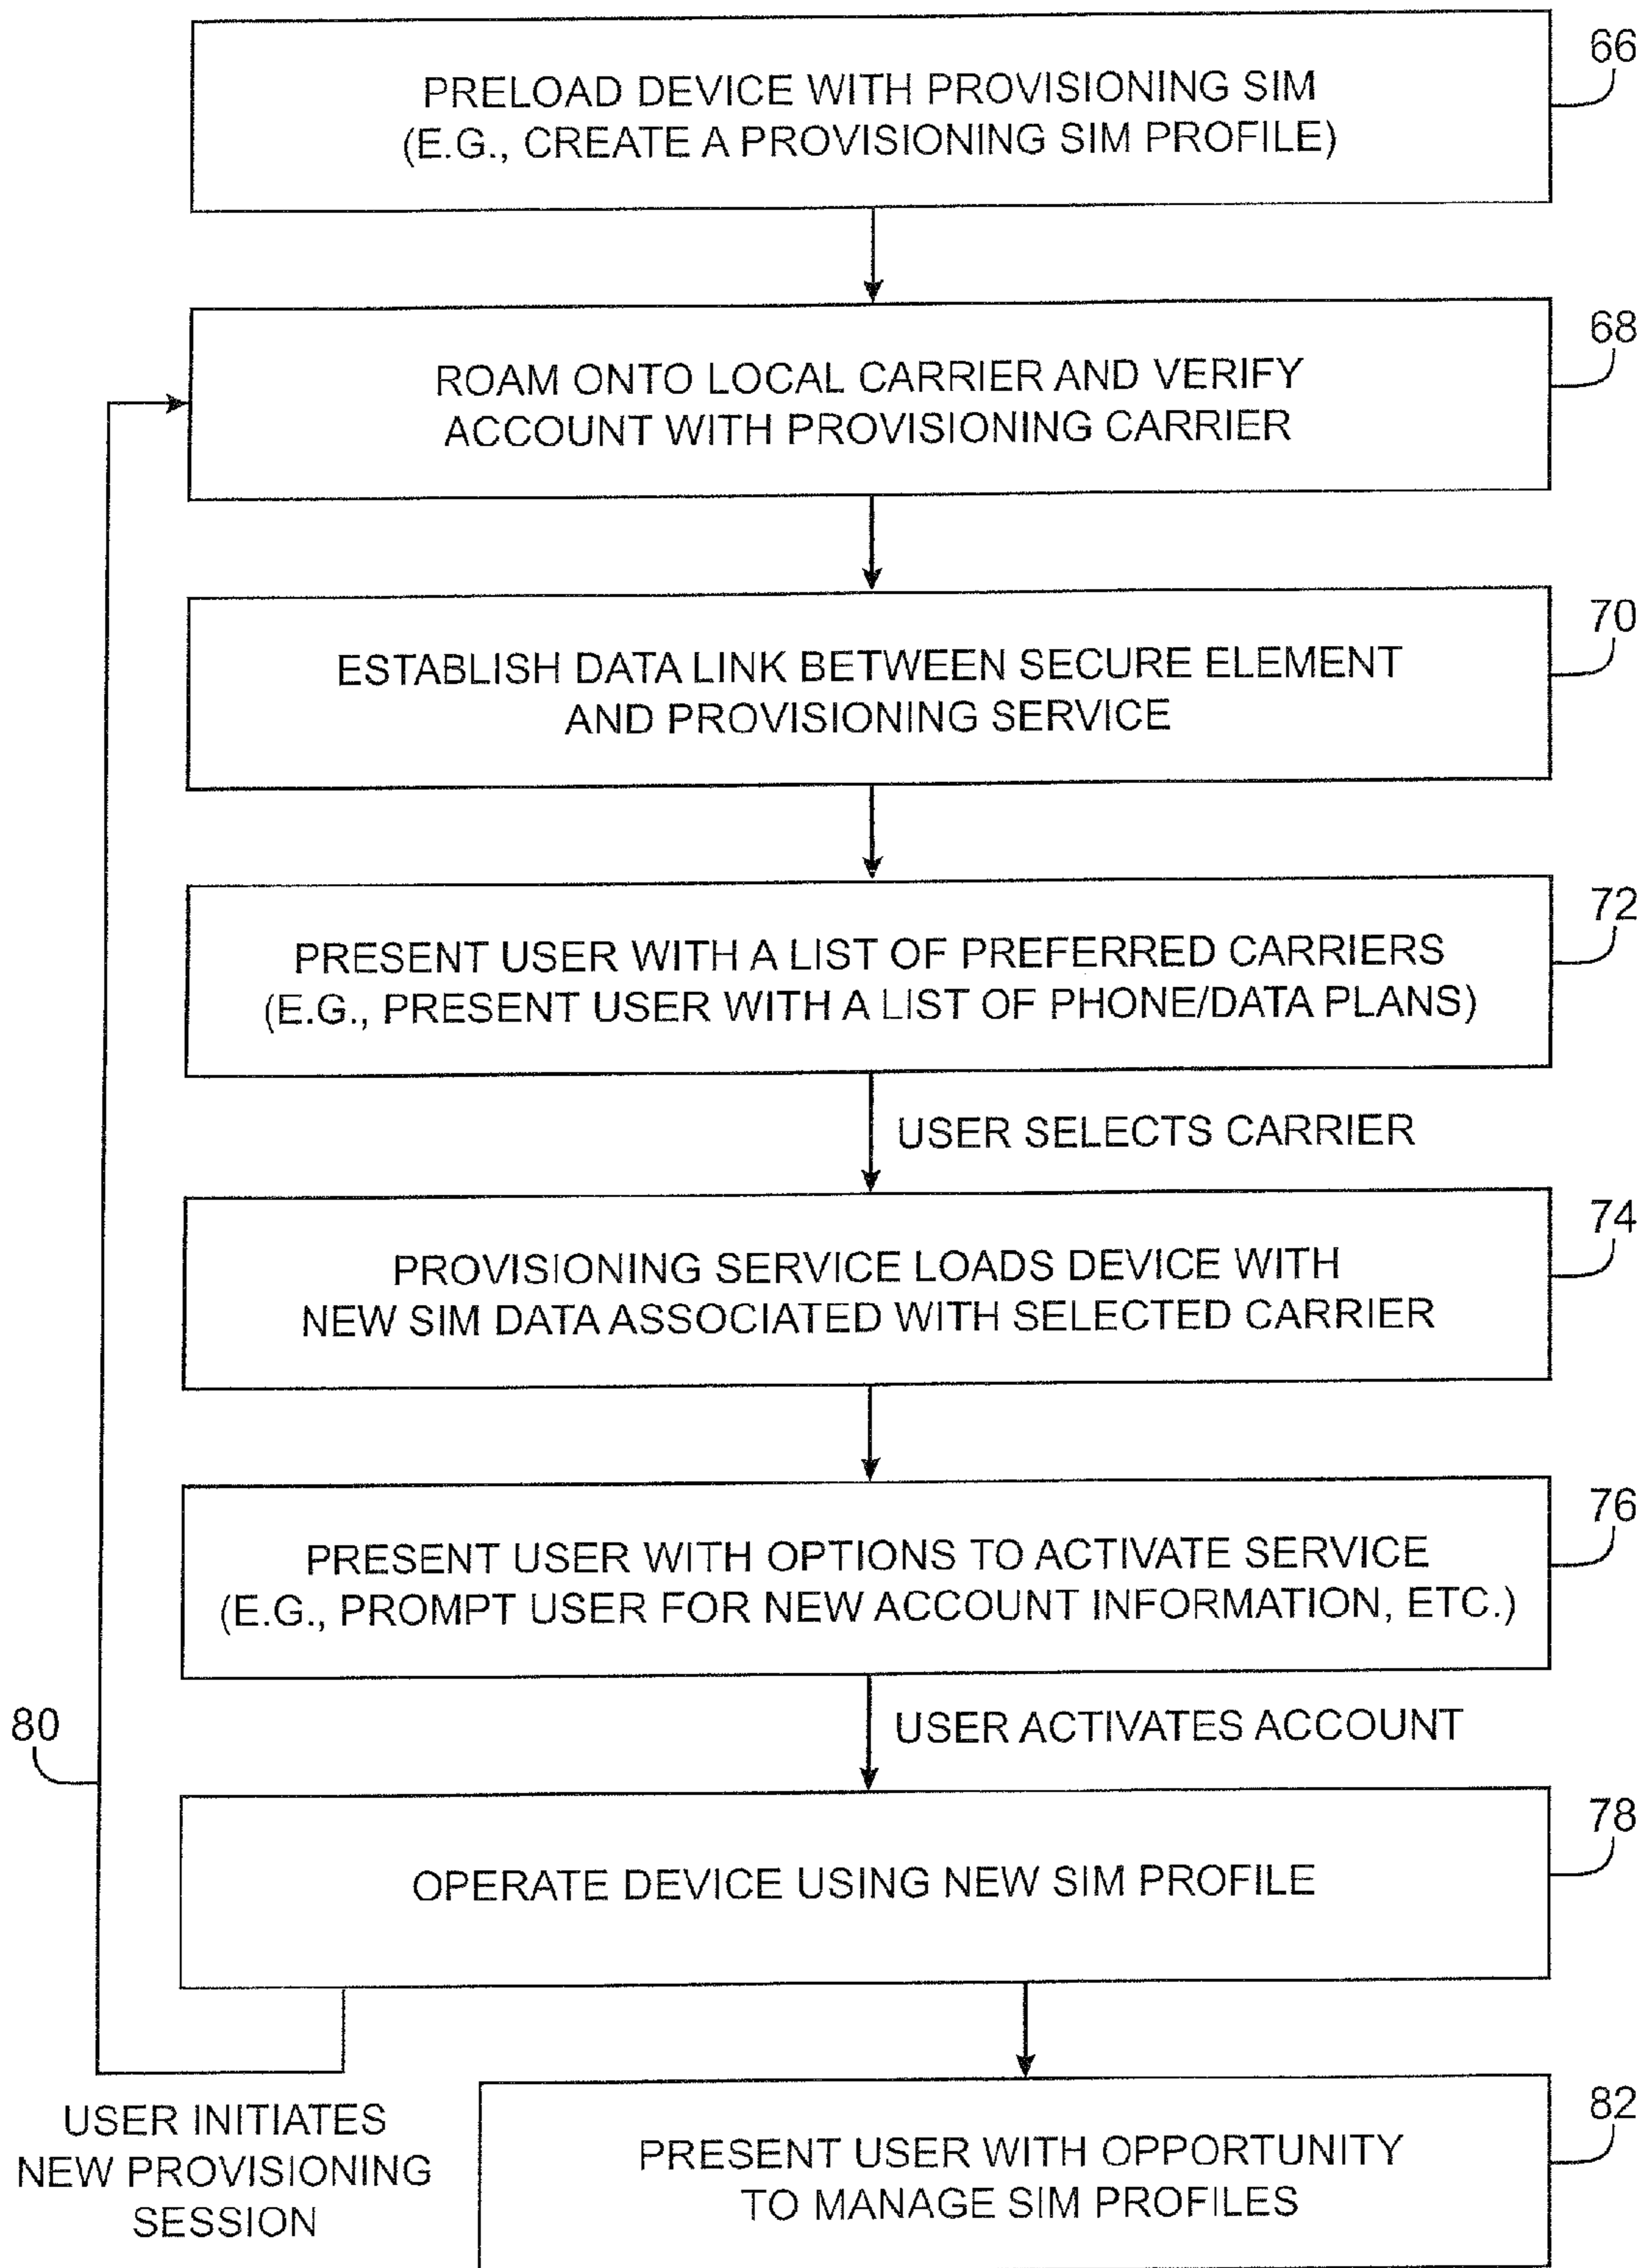 66
PRELOAD DEVICE WITH PROVISIONING SIM
(E.G., CREATE A PROVISIONING SIM PROFILE)
68
ROAM ONTO LOCAL CARRIER AND VERIFY
ACCOUNT WITH PROVISIONING CARRIER
70
ESTABLISH DATA LINK BETWEEN SECURE ELEMENT
AND PROVISIONING SERVICE
72
PRESENT USER WITH A LIST OF PREFERRED CARRIERS
(E.G., PRESENT USER WITH A LIST OF PHONE/DATA PLANS)
USER SELECTS CARRIER
74
PROVISIONING SERVICE LOADS DEVICE WITH
NEW SIM DATA ASSOCIATED WITH SELECTED CARRIER
76
PRESENT USER WITH OPTIONS TO ACTIVATE SERVICE
(E.G., PROMPT USER FOR NEW ACCOUNT INFORMATION, ETC.)
80
USER ACTIVATES ACCOUNT
78
OPERATE DEVICE USING NEW SIM PROFILE
USER INITIATES
NEW PROVISIONING
SESSION
82
PRESENT USER WITH OPPORTUNITY
TO MANAGE SIM PROFILES